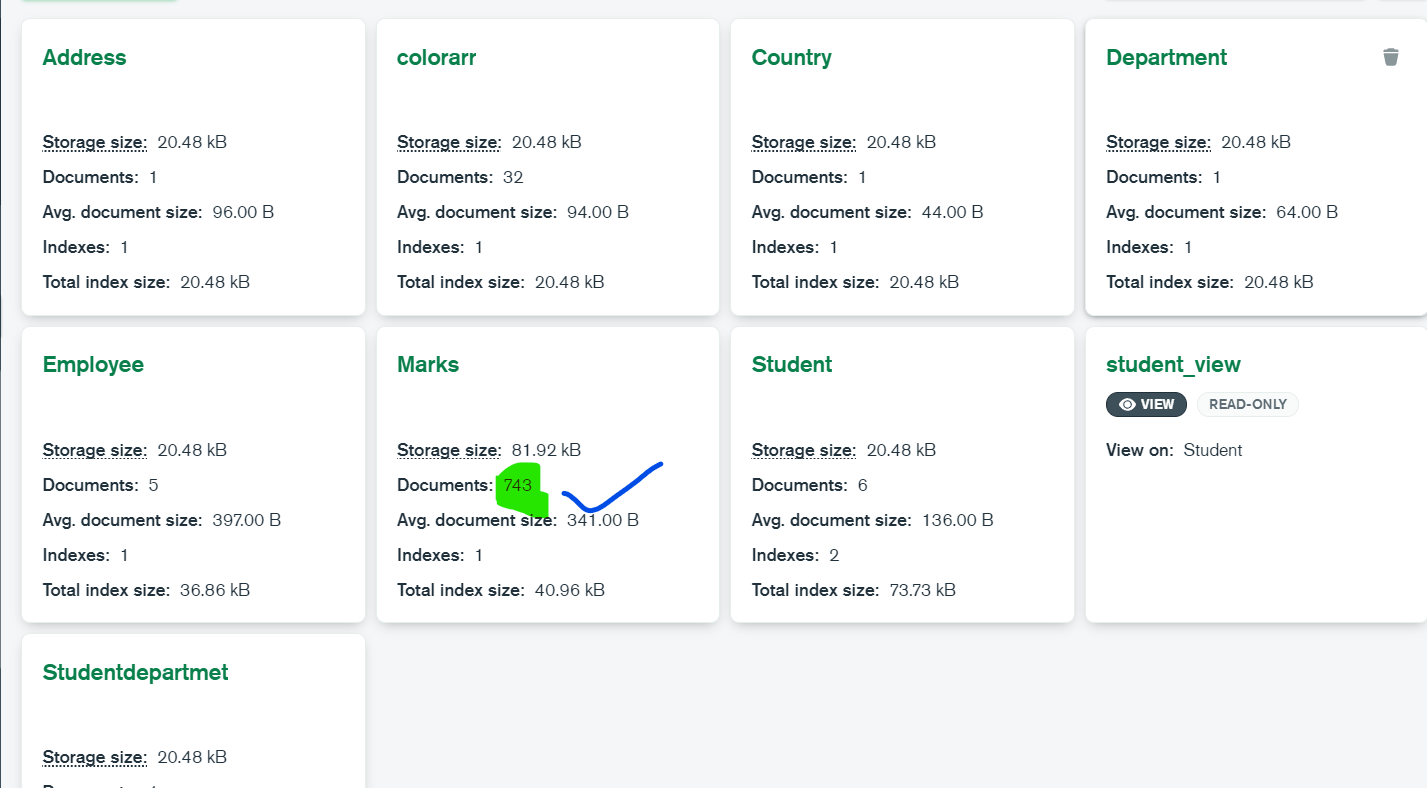 Address
Storage size: 20.48 kB
Documents: 1
Avg. document size: 96.00 B
Indexes: 1
Total index size: 20.48 kB
colorarr
Storage size: 20.48 kB
Documents: 32
Avg. document size: 94.00 B
Indexes: 1
Total index size: 20.48 kB
Country
Storage size: 20.48 kB
Documents: 1
Avg. document size: 44.00 B
Indexes: 1
Total index size: 20.48 kB
Department
Storage size: 20.48 kB
Documents: 1
Avg. document size: 64.00 B
Indexes: 1
Total index size: 20.48 kB
Employee
Storage size: 20.48 kB
Documents: 5
Avg. document size: 397.00 B
Indexes: 1
Total index size: 36.86 kB
Marks
Storage size: 81.92 kB
Documents: 743
Avg. document size: 341.00 B
Indexes: 1
Total index size: 40.96 kB
Student
Storage size: 20.48 kB
Documents: 6
Avg. document size: 136.00 B
Indexes: 2
Total index size: 73.73 kB
student_view
VIEW READ-ONLY
View on: Student
Studentdepartmet
Storage size: 20.48 kB